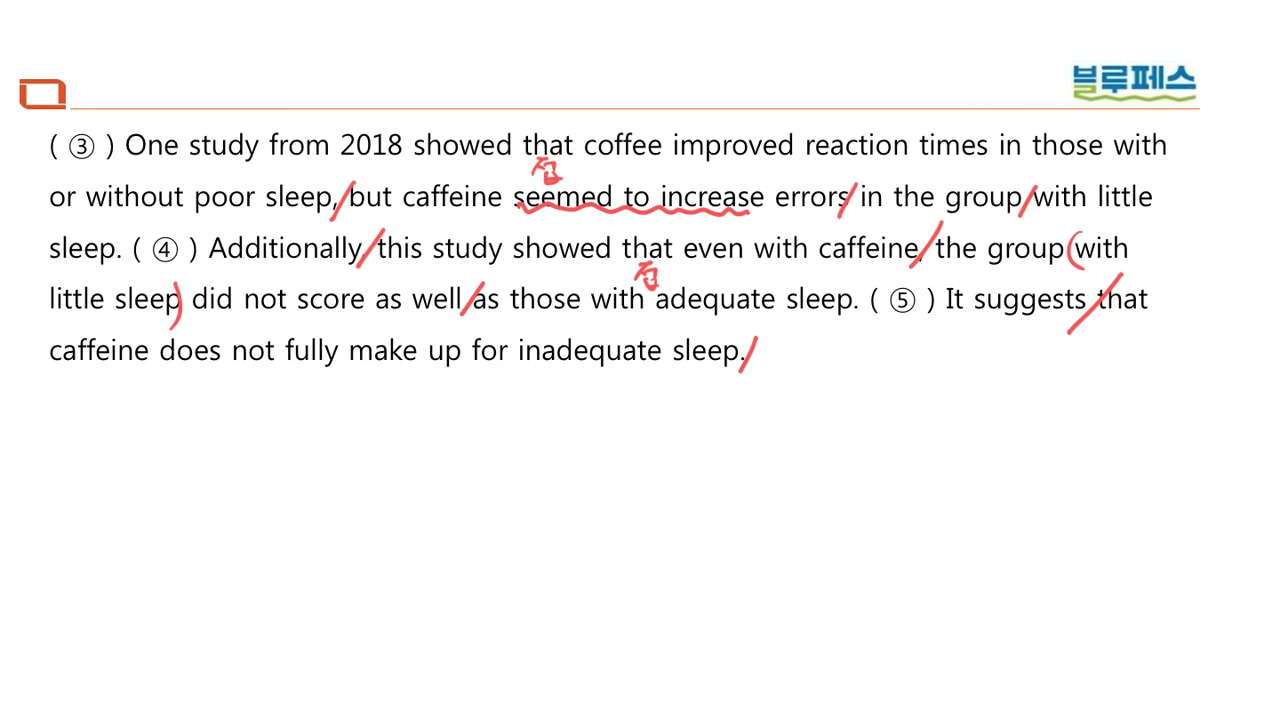 블루페스
( ③ ) One study from 2018 showed that coffee improved reaction times in those with
접
or without poor sleep, but caffeine seemed to increase errors in the group with little
sleep. ( ④ ) Additionally, this study showed that even with caffeine, the group (with
접
little sleep) did not score as well as those with adequate sleep. ( ⑤ ) It suggests that
caffeine does not fully make up for inadequate sleep.